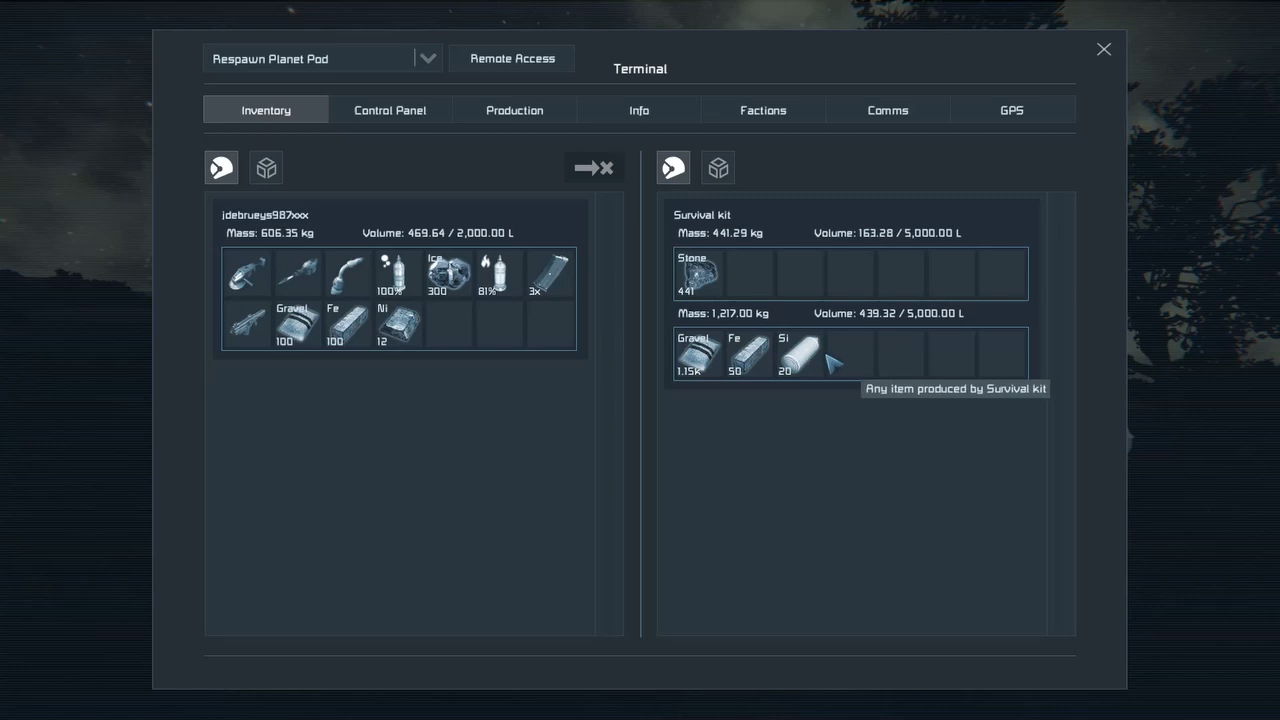 Respawn Planet Pod
Remote Access
Terminal
Inventory
Control Panel
Production
Info
Factions
Comms
GPS
jdebrueys987xxx
Mass: 606.35 kg
Volume: 469.64 / 2,000.00 L
100%
Ice
300
81%
3x
Gravel
100
Fe
100
Ni
12
Survival kit
Mass: 441.29 kg
Volume: 163.28 / 5,000.00 L
Stone
441
Mass: 1,217.00 kg
Volume: 439.32 / 5,000.00 L
Gravel
1.15K
Fe
50
Si
20
Any item produced by Survival kit